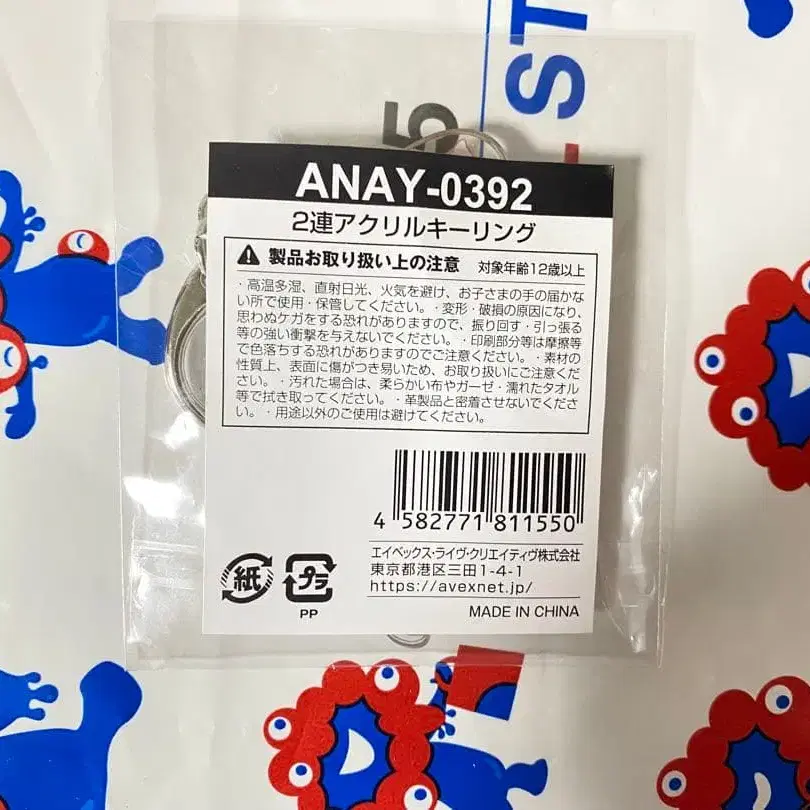 ST
5
ANAY-0392
2連アクリルキーリング
製品お取り扱い上の注意 対象年齢12歳以上
・高温多湿、直射日光、火気を避け、お子さまの手の届かな
い所で使用・保管してください。・変形・破損の原因になり、
思わぬケガをする恐れがありますので、振り回す・引っ張る
等の強い衝撃を与えないでください。・印刷部分等は摩擦等
で色落ちする恐れがありますのでご注意ください。・素材の
性質上、表面に傷がつき易いため、お取り扱いにご注意くださ
い。・汚れた場合は、柔らかい布やガーゼ・濡れたタオル
等で拭き取ってください。・革製品と密着させないでくださ
い。・用途以外のご使用は避けてください。
4 582771 811550
エイベックス・ライヴ・クリエイティヴ株式会社
東京都港区三田1-4-1
https://avexnet.jp/
紙
プラ
PP
MADE IN CHINA